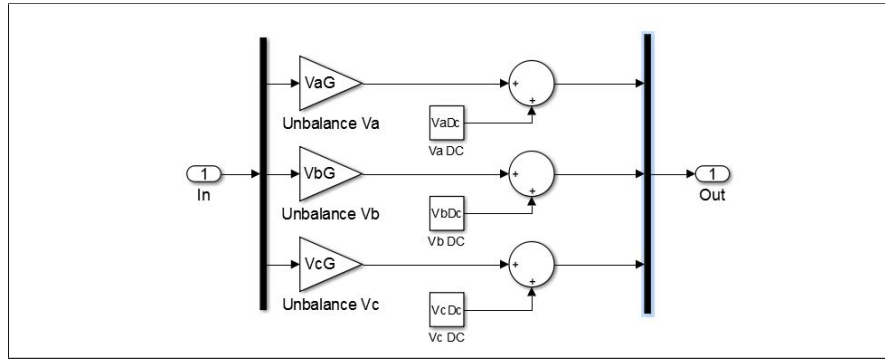 VaG
+
+
Unbalance Va
VaDc
Va DC
1
In
VbG
+
+
1
Out
Unbalance Vb
VbDc
Vb DC
VcG
+
+
Unbalance Vc
VcDc
Vc DC